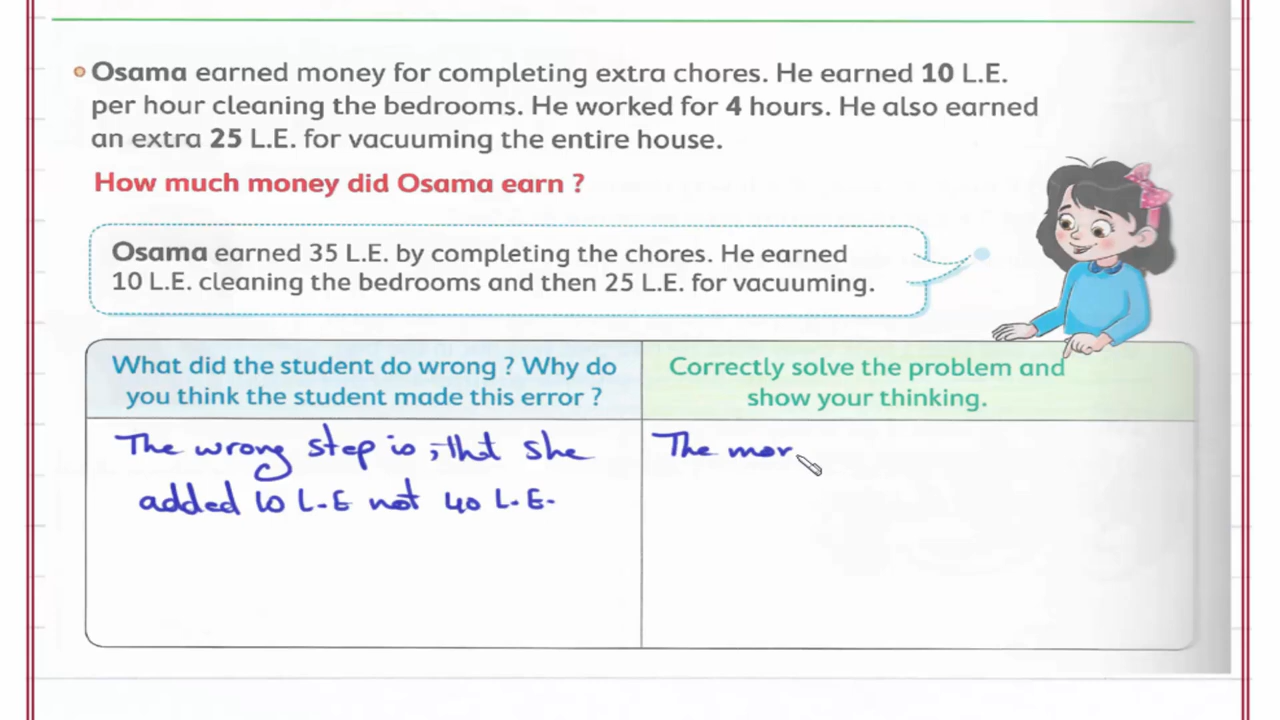 Osama earned money for completing extra chores. He earned 10 L.E.
per hour cleaning the bedrooms. He worked for 4 hours. He also earned
an extra 25 L.E. for vacuuming the entire house.
How much money did Osama earn ?
Osama earned 35 L.E. by completing the chores. He earned
10 L.E. cleaning the bedrooms and then 25 L.E. for vacuuming.
What did the student do wrong ? Why do
you think the student made this error ?
The wrong step is, that she
added 10 L.E not 40 L.E.
Correctly solve the problem and
show your thinking.
The mor